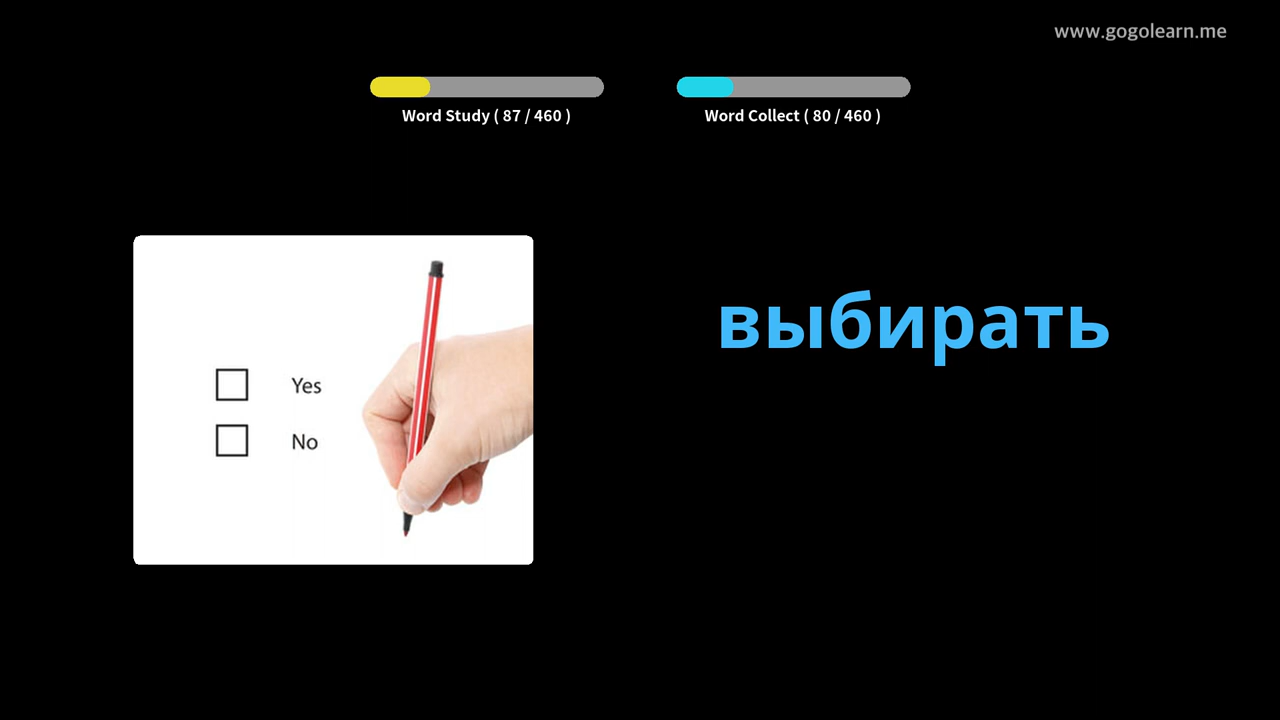 www.gogolearn.me
Word Study ( 87 / 460 )
Word Collect ( 80 / 460 )
выбирать
Yes
No